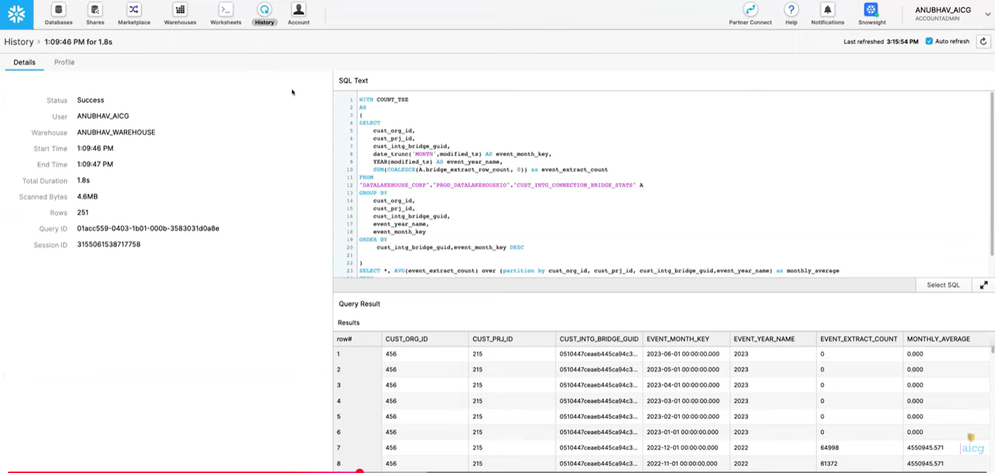 Databases Shares Marketplace Warehouses Worksheets History Account Partner Connect Help Notifications Snowsight ANUBHAV_AICG
ACCOUNTADMIN
History > 1:09:46 PM for 1.8s Last refreshed 3:15:54 PM Auto refresh
Details Profile
Status Success
User ANUBHAV_AICG
Warehouse ANUBHAV_WAREHOUSE
Start Time 1:09:46 PM
End Time 1:09:47 PM
Total Duration 1.8s
Scanned Bytes 4.6MB
Rows 251
Query ID 01acc559-0403-1b01-000b-3583031d0a8e
Session ID 3155061538717758
SQL Text
1 WITH COUNT_TSE
2 AS
3 (
4 SELECT
5 cust_org_id,
6 cust_prj_id,
7 cust_intg_bridge_guid,
8 date_trunc('MONTH',modified_ts) AS event_month_key,
9 YEAR(modified_ts) AS event_year_name,
10 SUM(COALESCE(A.bridge_extract_row_count, 0)) as event_extract_count
11 FROM
12 "DATALAKEHOUSE_CORP"."PROD_DATALAKEHOUSEIO"."CUST_INTG_CONNECTION_BRIDGE_STATS" A
13 GROUP BY
14 cust_org_id,
15 cust_prj_id,
16 cust_intg_bridge_guid,
17 event_year_name,
18 event_month_key
19 ORDER BY
20 cust_intg_bridge_guid,event_month_key DESC
21
22 )
23 SELECT *, AVG(event_extract_count) over (partition by cust_org_id, cust_prj_id, cust_intg_bridge_guid,event_year_name) as monthly_average
Select SQL
Query Result
Results
row# CUST_ORG_ID CUST_PRJ_ID CUST_INTG_BRIDGE_GUID EVENT_MONTH_KEY EVENT_YEAR_NAME EVENT_EXTRACT_COUNT MONTHLY_AVERAGE
1 456 215 0510447ceaeb445ca94c3... 2023-06-01 00:00:00.000 2023 0 0.000
2 456 215 0510447ceaeb445ca94c3... 2023-05-01 00:00:00.000 2023 0 0.000
3 456 215 0510447ceaeb445ca94c3... 2023-04-01 00:00:00.000 2023 0 0.000
4 456 215 0510447ceaeb445ca94c3... 2023-03-01 00:00:00.000 2023 0 0.000
5 456 215 0510447ceaeb445ca94c3... 2023-02-01 00:00:00.000 2023 0 0.000
6 456 215 0510447ceaeb445ca94c3... 2023-01-01 00:00:00.000 2023 0 0.000
7 456 215 0510447ceaeb445ca94c3... 2022-12-01 00:00:00.000 2022 64998 4550945.571
8 456 215 0510447ceaeb445ca94c3... 2022-11-01 00:00:00.000 2022 61372 4550945.571
aicg